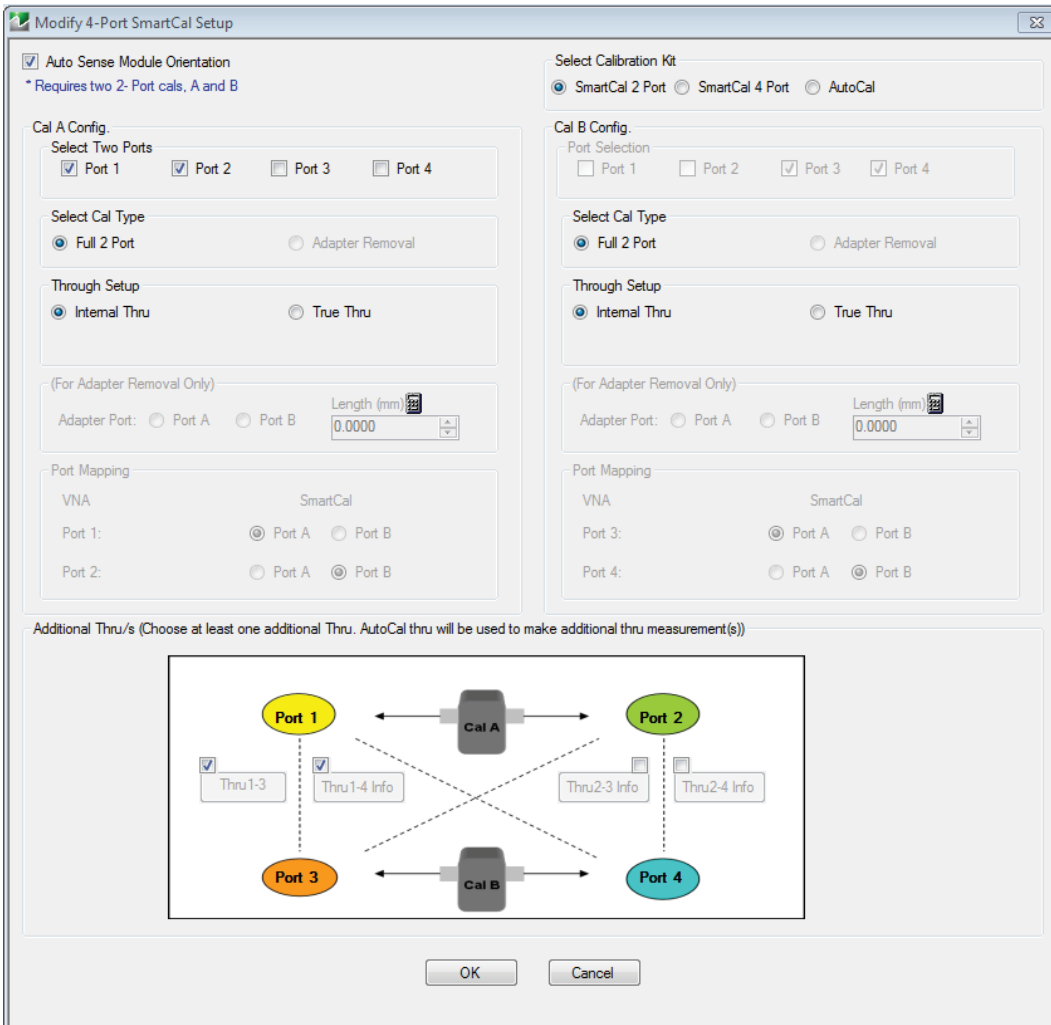 Modify 4-Port SmartCal Setup
Auto Sense Module Orientation
* Requires two 2- Port cals, A and B
Select Calibration Kit
SmartCal 2 Port SmartCal 4 Port AutoCal
Cal A Config.
Select Two Ports
Port 1 Port 2 Port 3 Port 4
Select Cal Type
Full 2 Port Adapter Removal
Through Setup
Internal Thru True Thru
(For Adapter Removal Only)
Adapter Port: Port A Port B Length (mm)
0.0000
Port Mapping
VNA SmartCal
Port 1: Port A Port B
Port 2: Port A Port B
Cal B Config.
Port Selection
Port 1 Port 2 Port 3 Port 4
Select Cal Type
Full 2 Port Adapter Removal
Through Setup
Internal Thru True Thru
(For Adapter Removal Only)
Adapter Port: Port A Port B Length (mm)
0.0000
Port Mapping
VNA SmartCal
Port 3: Port A Port B
Port 4: Port A Port B
Additional Thru/s (Choose at least one additional Thru. AutoCal thru will be used to make additional thru measurement(s))
Port 1 Cal A Port 2
Thru1-3 Thru1-4 Info Thru2-3 Info Thru2-4 Info
Port 3 Cal B Port 4
OK Cancel